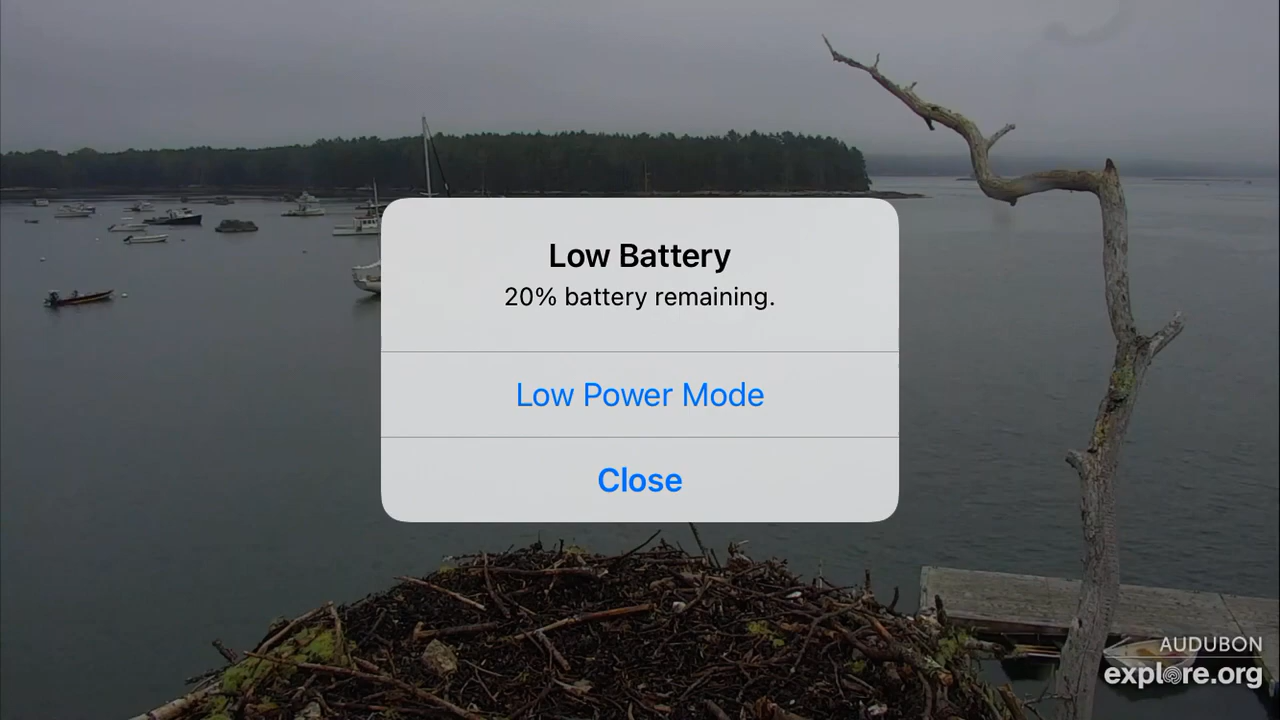 Low Battery
20% battery remaining.
Low Power Mode
Close
AUDUBON
explore.org